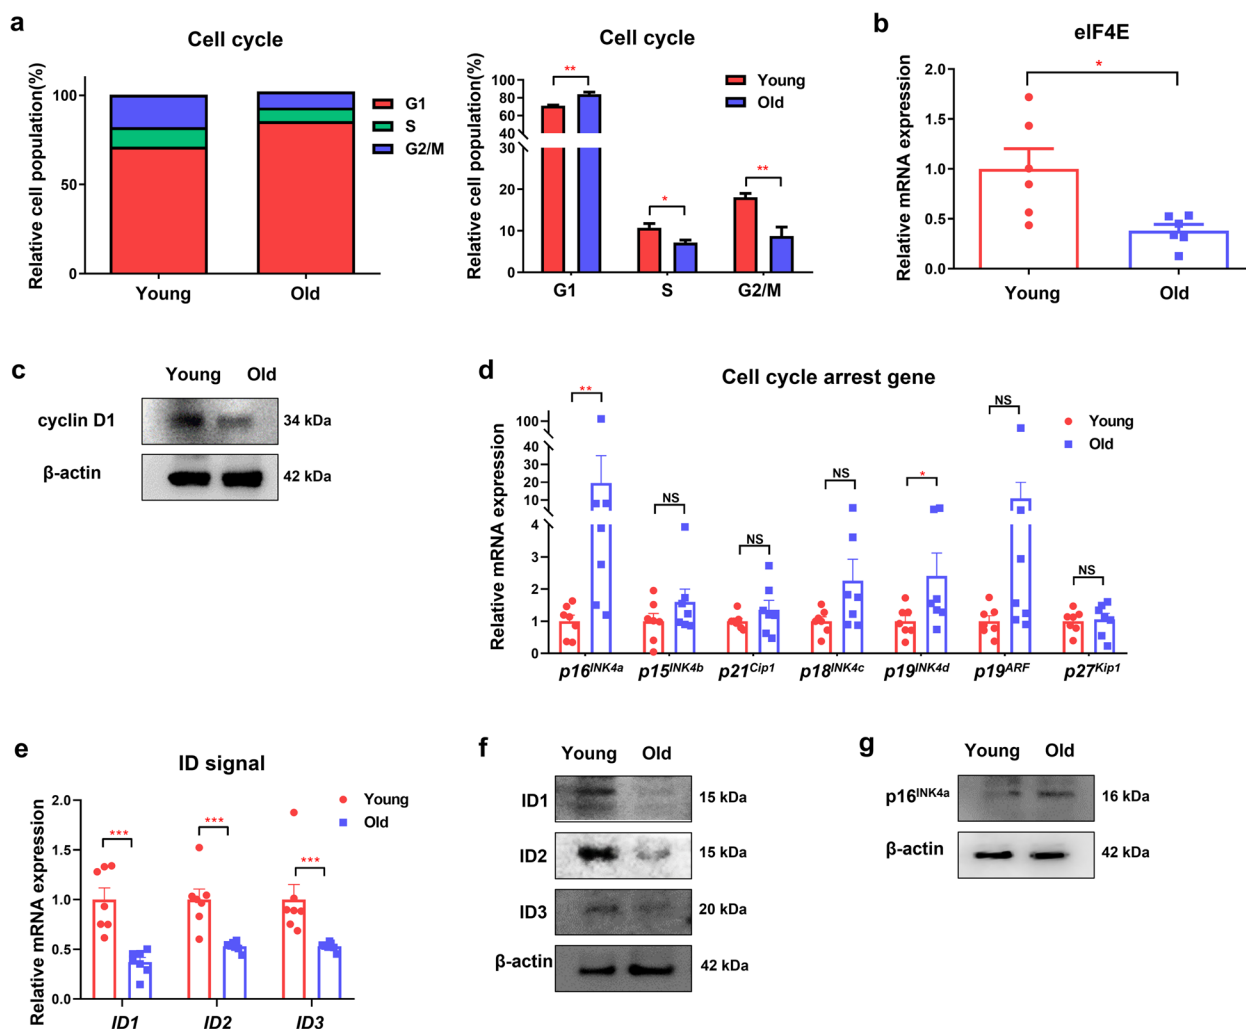 a
Cell cycle
Relative cell population(%)
100
50
0
Young
Old
G1
S
G2/M
Cell cycle
Relative cell population(%)
100
80
60
40
30
20
10
0
**
*
**
G1
S
G2/M
Young
Old
b
eIF4E
Relative mRNA expression
2.0
1.5
1.0
0.5
0.0
*
Young
Old
c
Young Old
cyclin D1
34 kDa
β-actin
42 kDa
d
Cell cycle arrest gene
Relative mRNA expression
100
40
30
20
10
4
2
1
0
**
NS
NS
NS
*
NS
NS
Young
Old
p16INK4a
p15INK4b
p21Cip1
p18INK4c
p19INK4d
p19ARF
p27Kip1
e
ID signal
Relative mRNA expression
2.0
1.5
1.0
0.5
0.0
***
***
***
Young
Old
ID1
ID2
ID3
f
Young Old
ID1
15 kDa
ID2
15 kDa
ID3
20 kDa
β-actin
42 kDa
g
Young Old
p16INK4a
16 kDa
β-actin
42 kDa